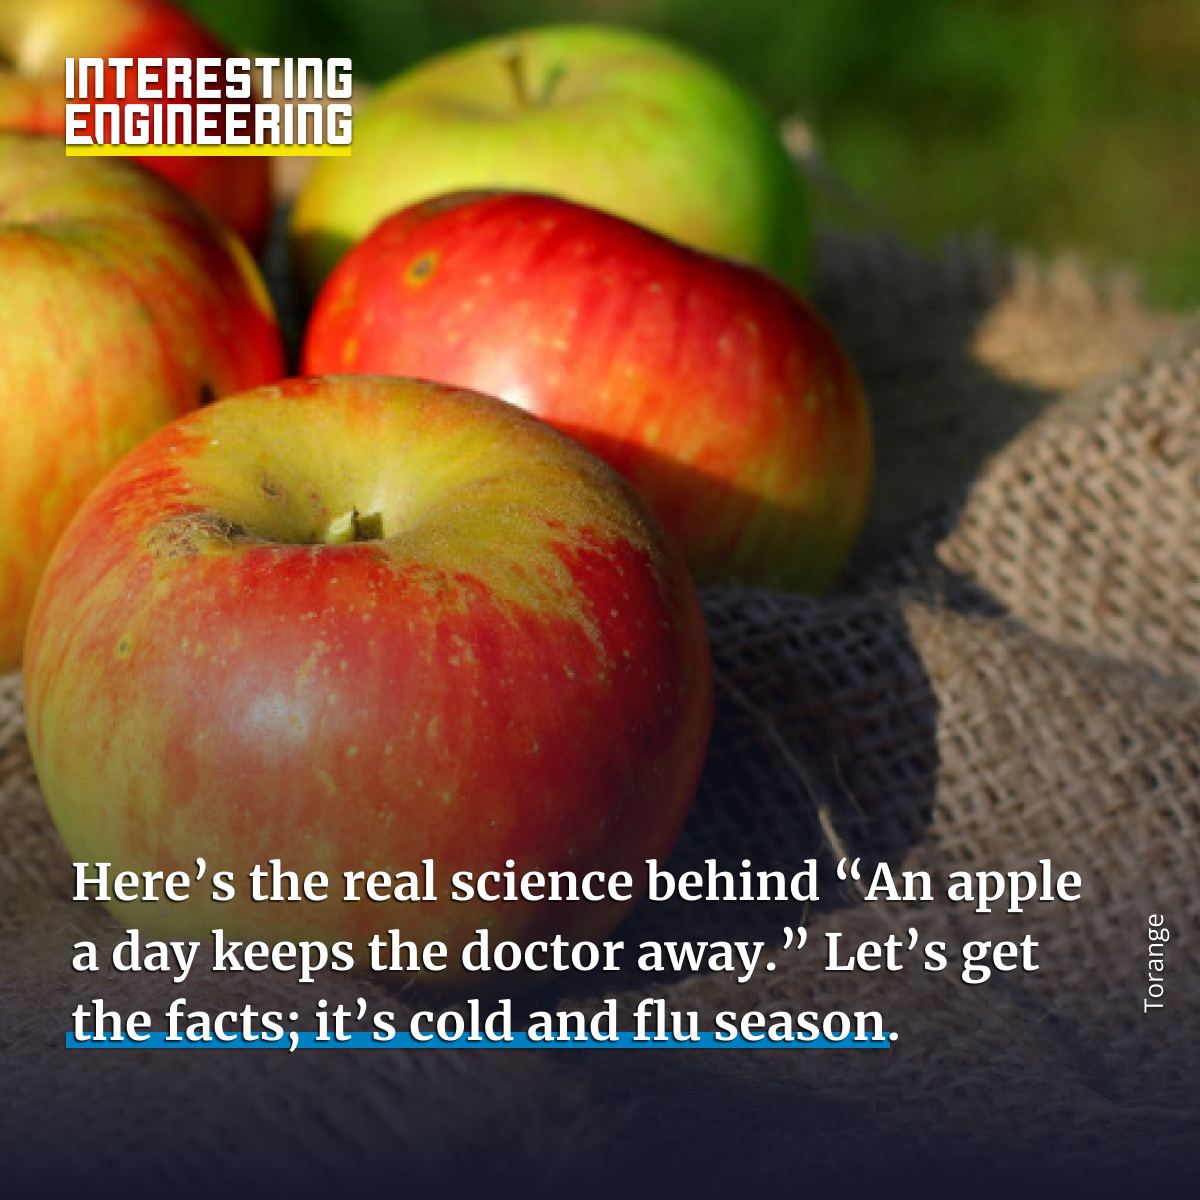 INTERESTING
ENGINEERING
Here’s the real science behind “An apple
a day keeps the doctor away.” Let’s get
the facts; it’s cold and flu season.
Torange